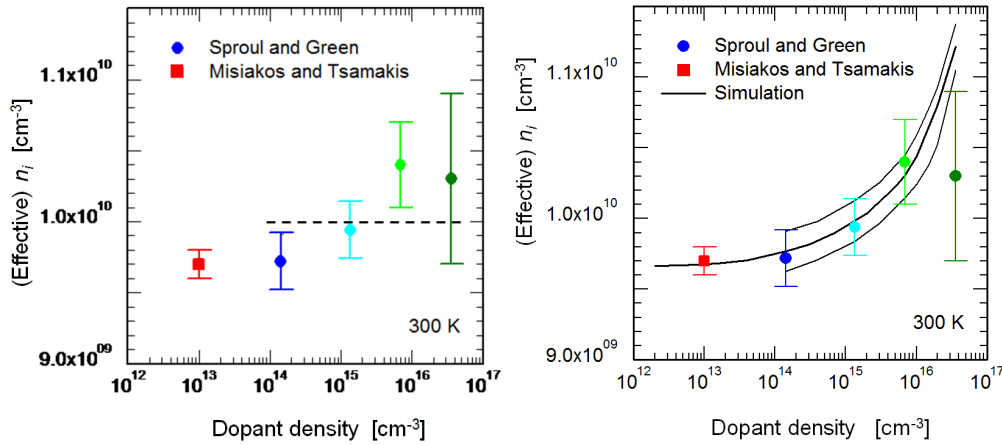 Sproul and Green
Misiakos and Tsamakis
1.1x10^10
1.0x10^10
9.0x10^09
(Effective) n_i [cm^-3]
300 K
10^12 10^13 10^14 10^15 10^16 10^17
Dopant density [cm^-3]
Sproul and Green
Misiakos and Tsamakis
Simulation
1.1x10^10
1.0x10^10
9.0x10^09
(Effective) n_i [cm^-3]
300 K
10^12 10^13 10^14 10^15 10^16 10^17
Dopant density [cm^-3]